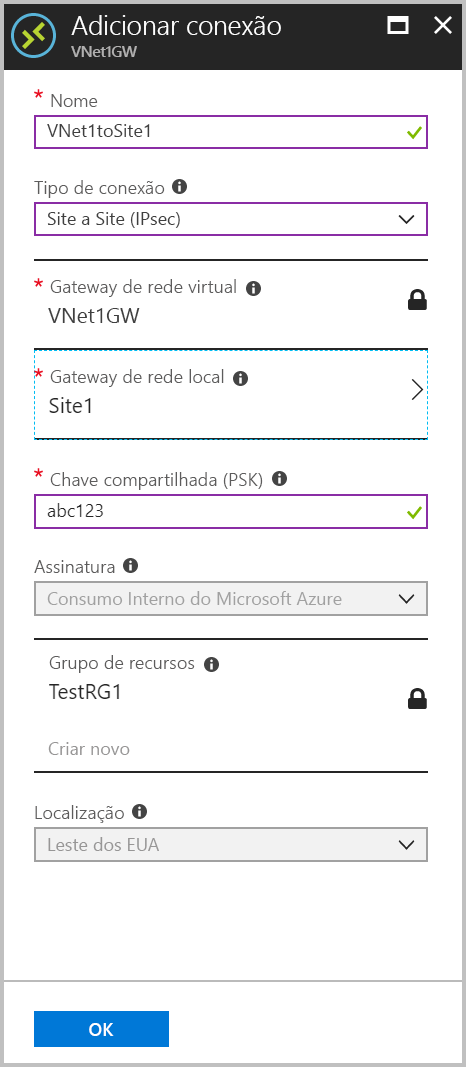 Adicionar conexão
VNet1GW
* Nome
VNet1toSite1
Tipo de conexão
Site a Site (IPsec)
* Gateway de rede virtual
VNet1GW
* Gateway de rede local
Site1
* Chave compartilhada (PSK)
abc123
Assinatura
Consumo Interno do Microsoft Azure
Grupo de recursos
TestRG1
Criar novo
Localização
Leste dos EUA
OK